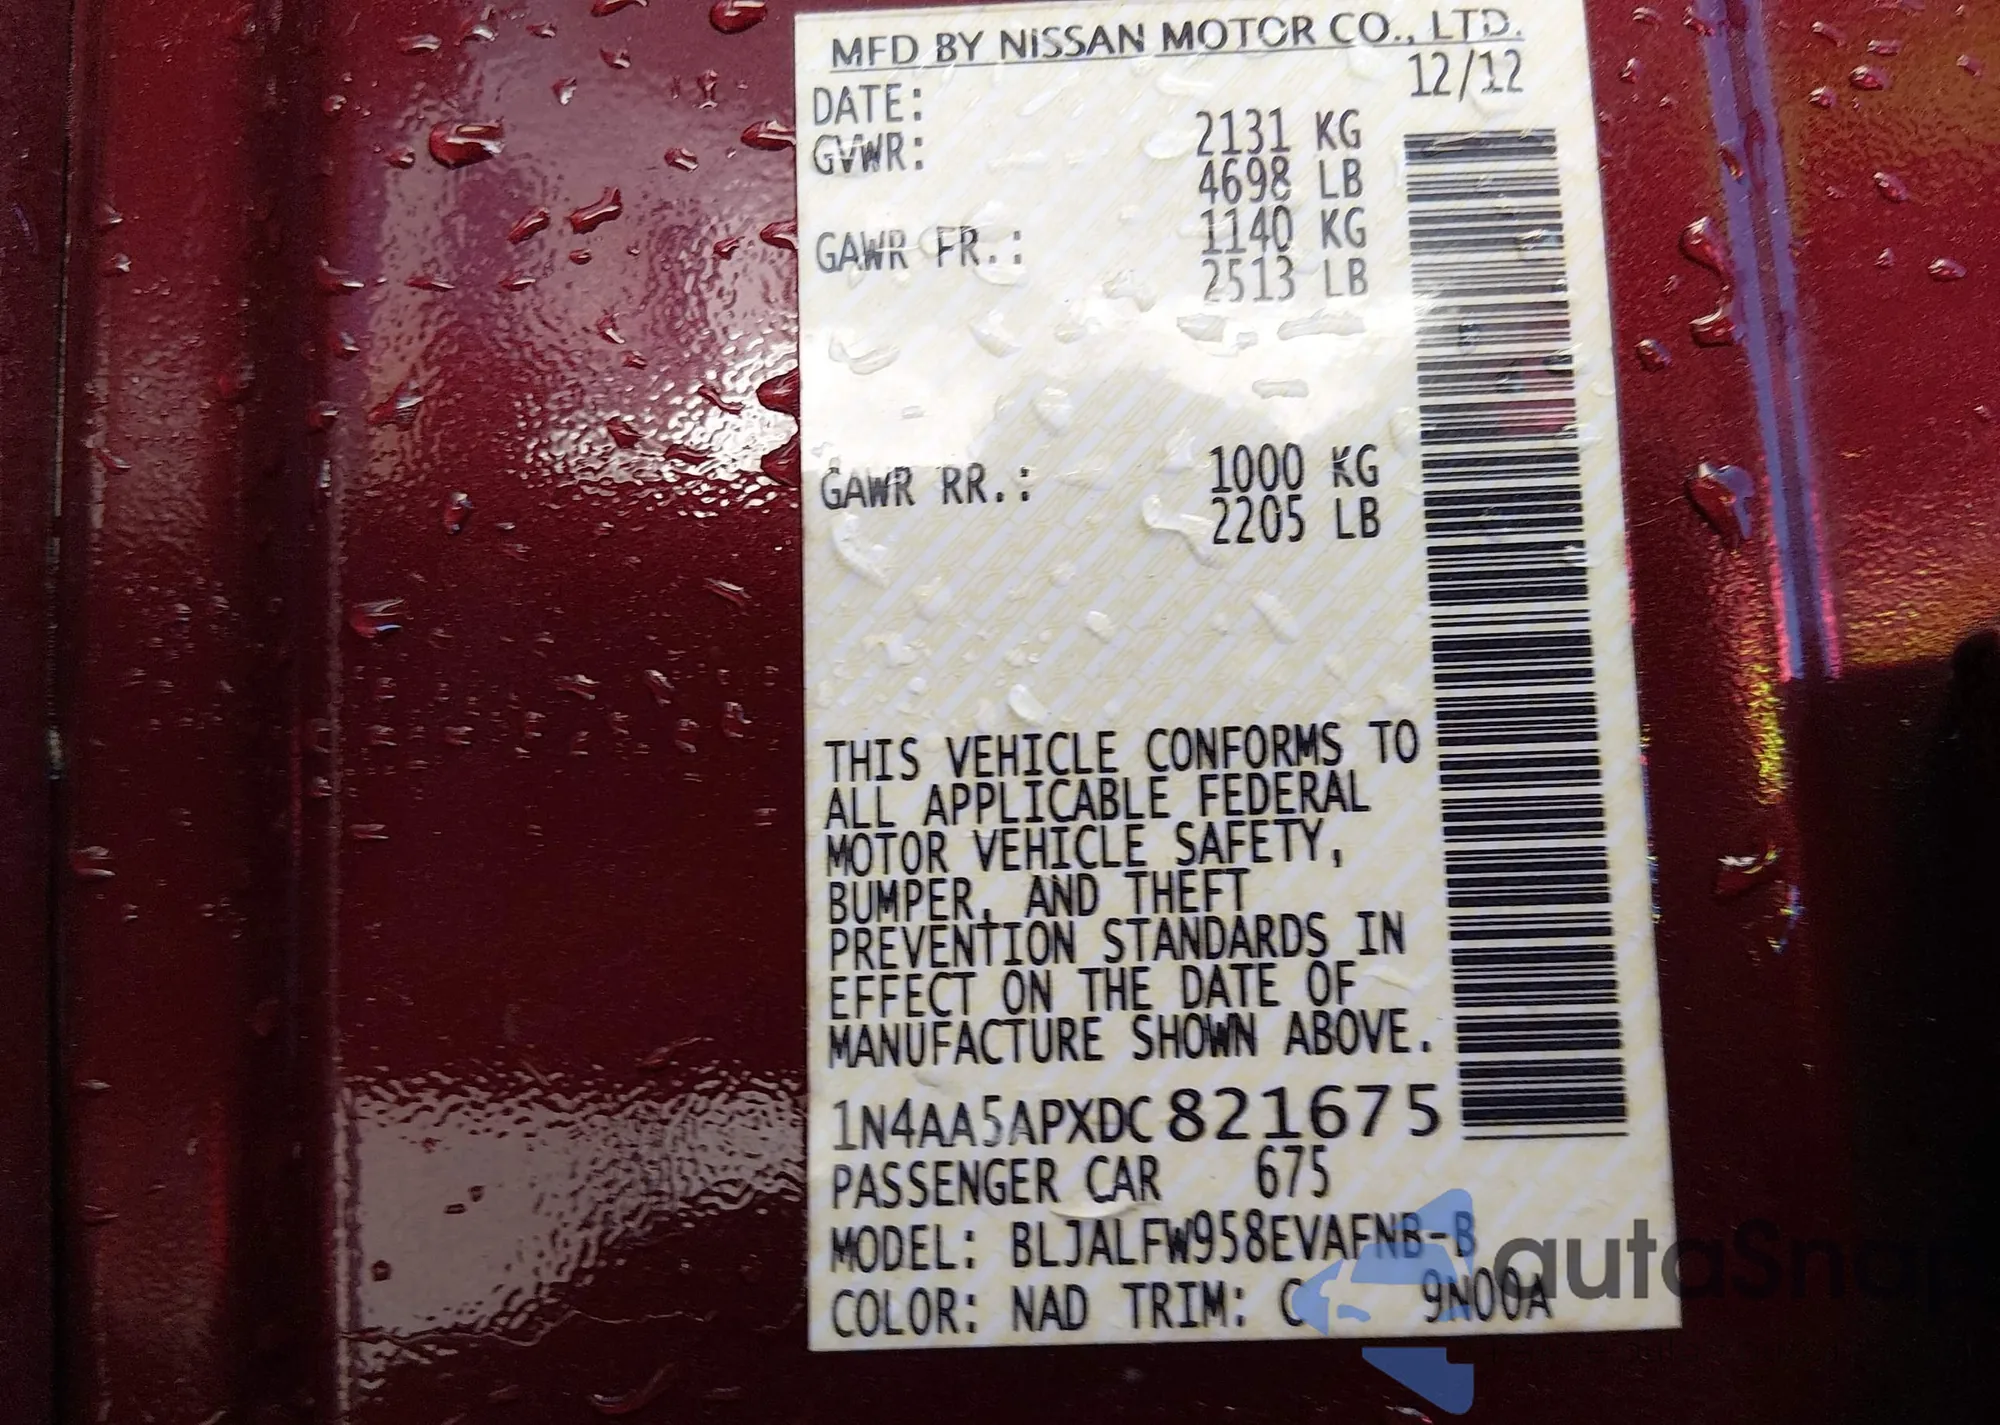 MFD BY NISSAN MOTOR CO., LTD.
DATE: 12/12
GVWR: 2131 KG
4698 LB
GAWR FR.: 1140 KG
2513 LB
GAWR RR.: 1000 KG
2205 LB
THIS VEHICLE CONFORMS TO
ALL APPLICABLE FEDERAL
MOTOR VEHICLE SAFETY,
BUMPER, AND THEFT
PREVENTION STANDARDS IN
EFFECT ON THE DATE OF
MANUFACTURE SHOWN ABOVE.
1N4AA5APXDC821675
PASSENGER CAR 675
MODEL: BLJALFW958EVAFNB-B
COLOR: NAD TRIM: C 9N00A